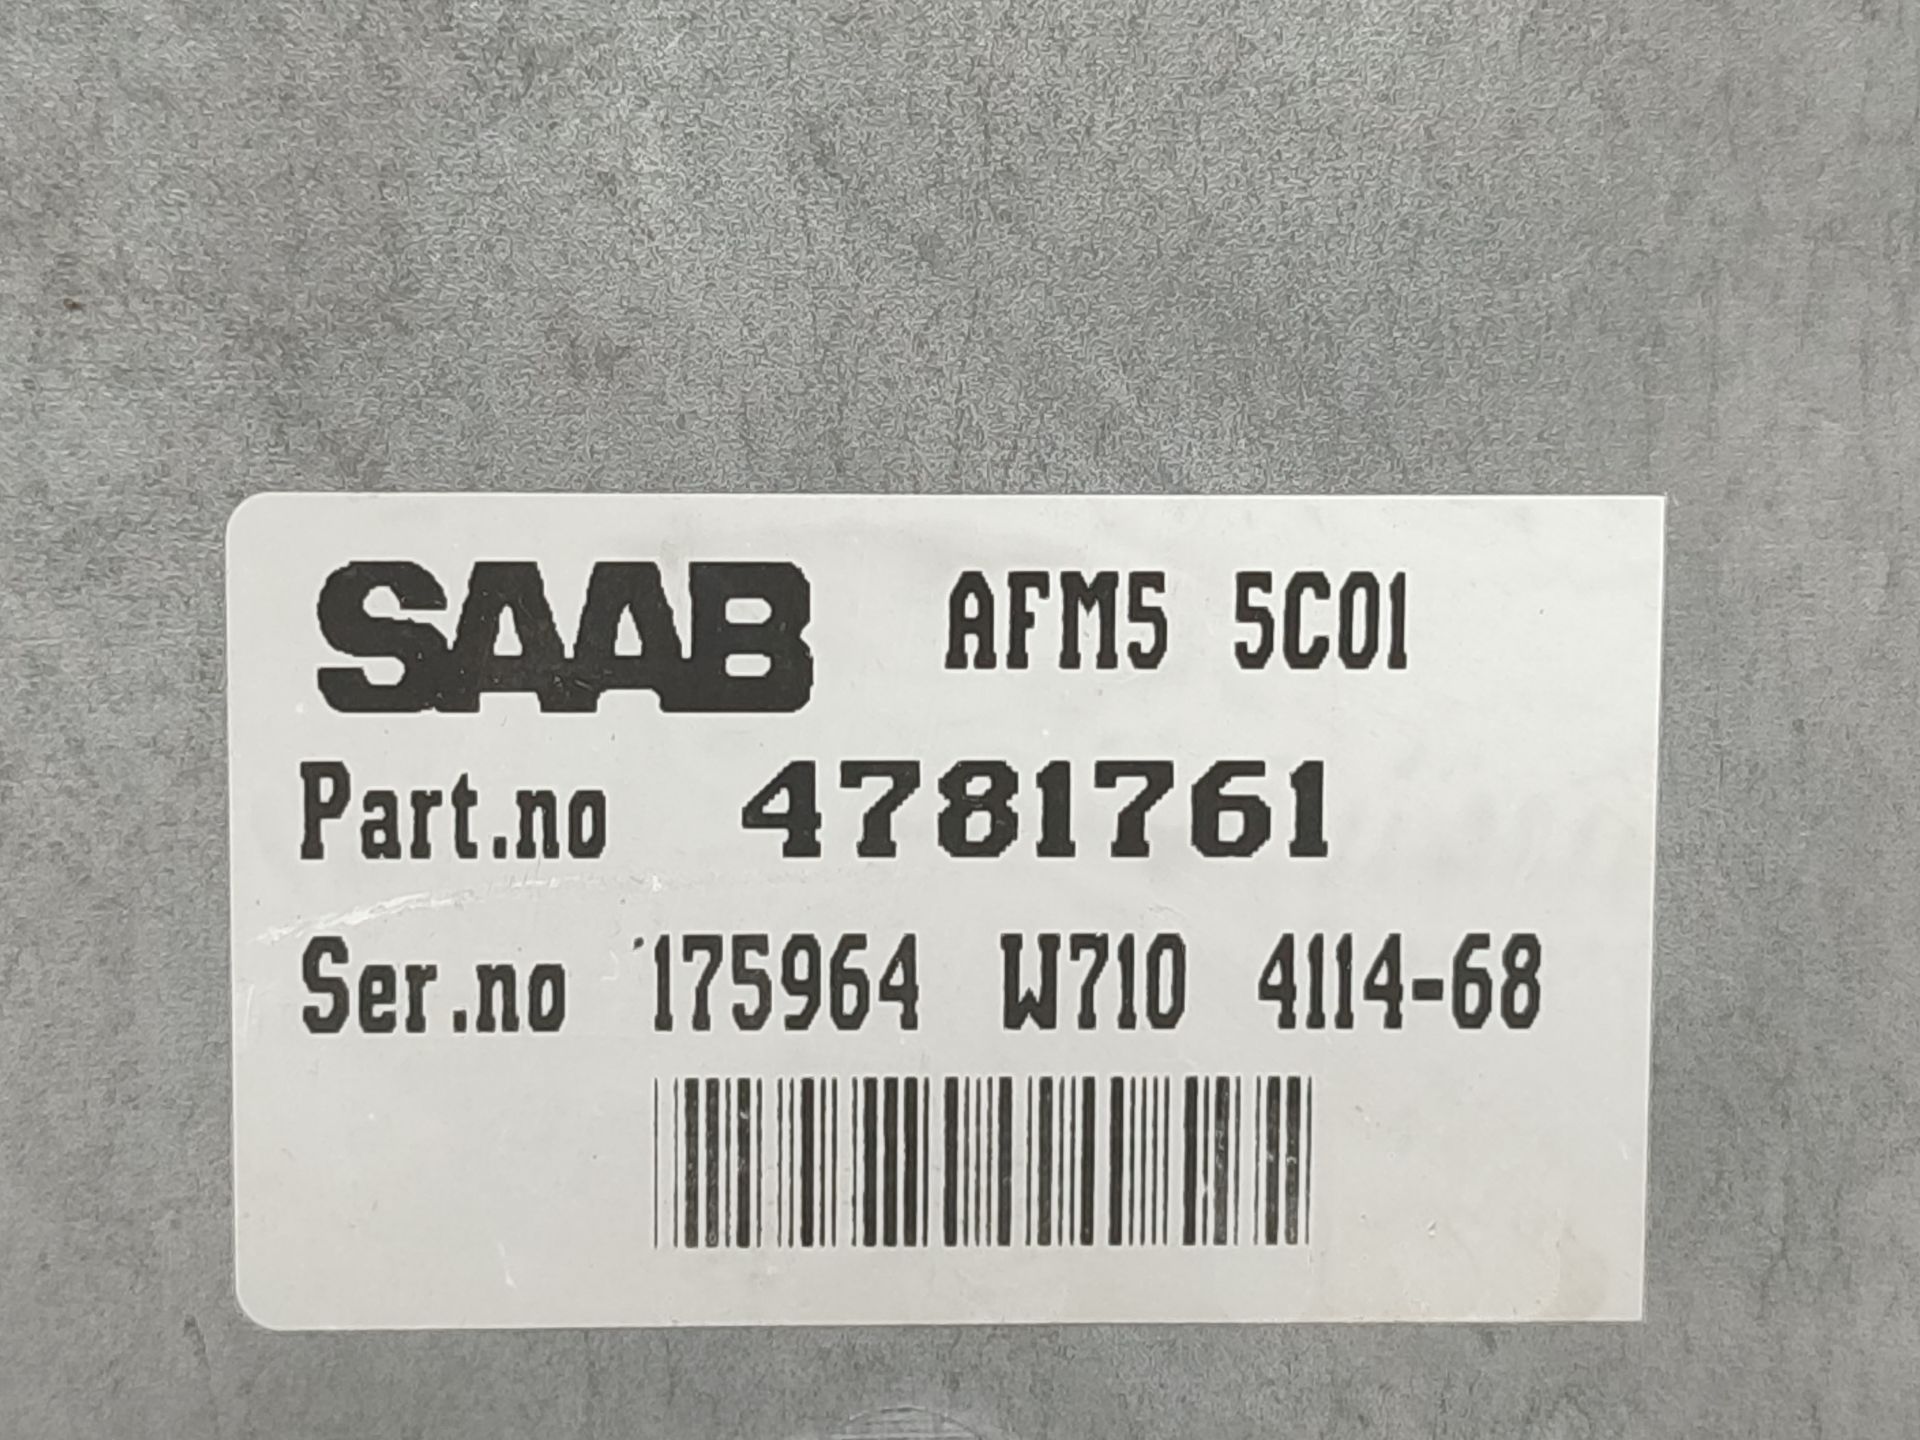 SAAB AFM5 5C01
Part.no 4781761
Ser.no 175964 W710 4114-68